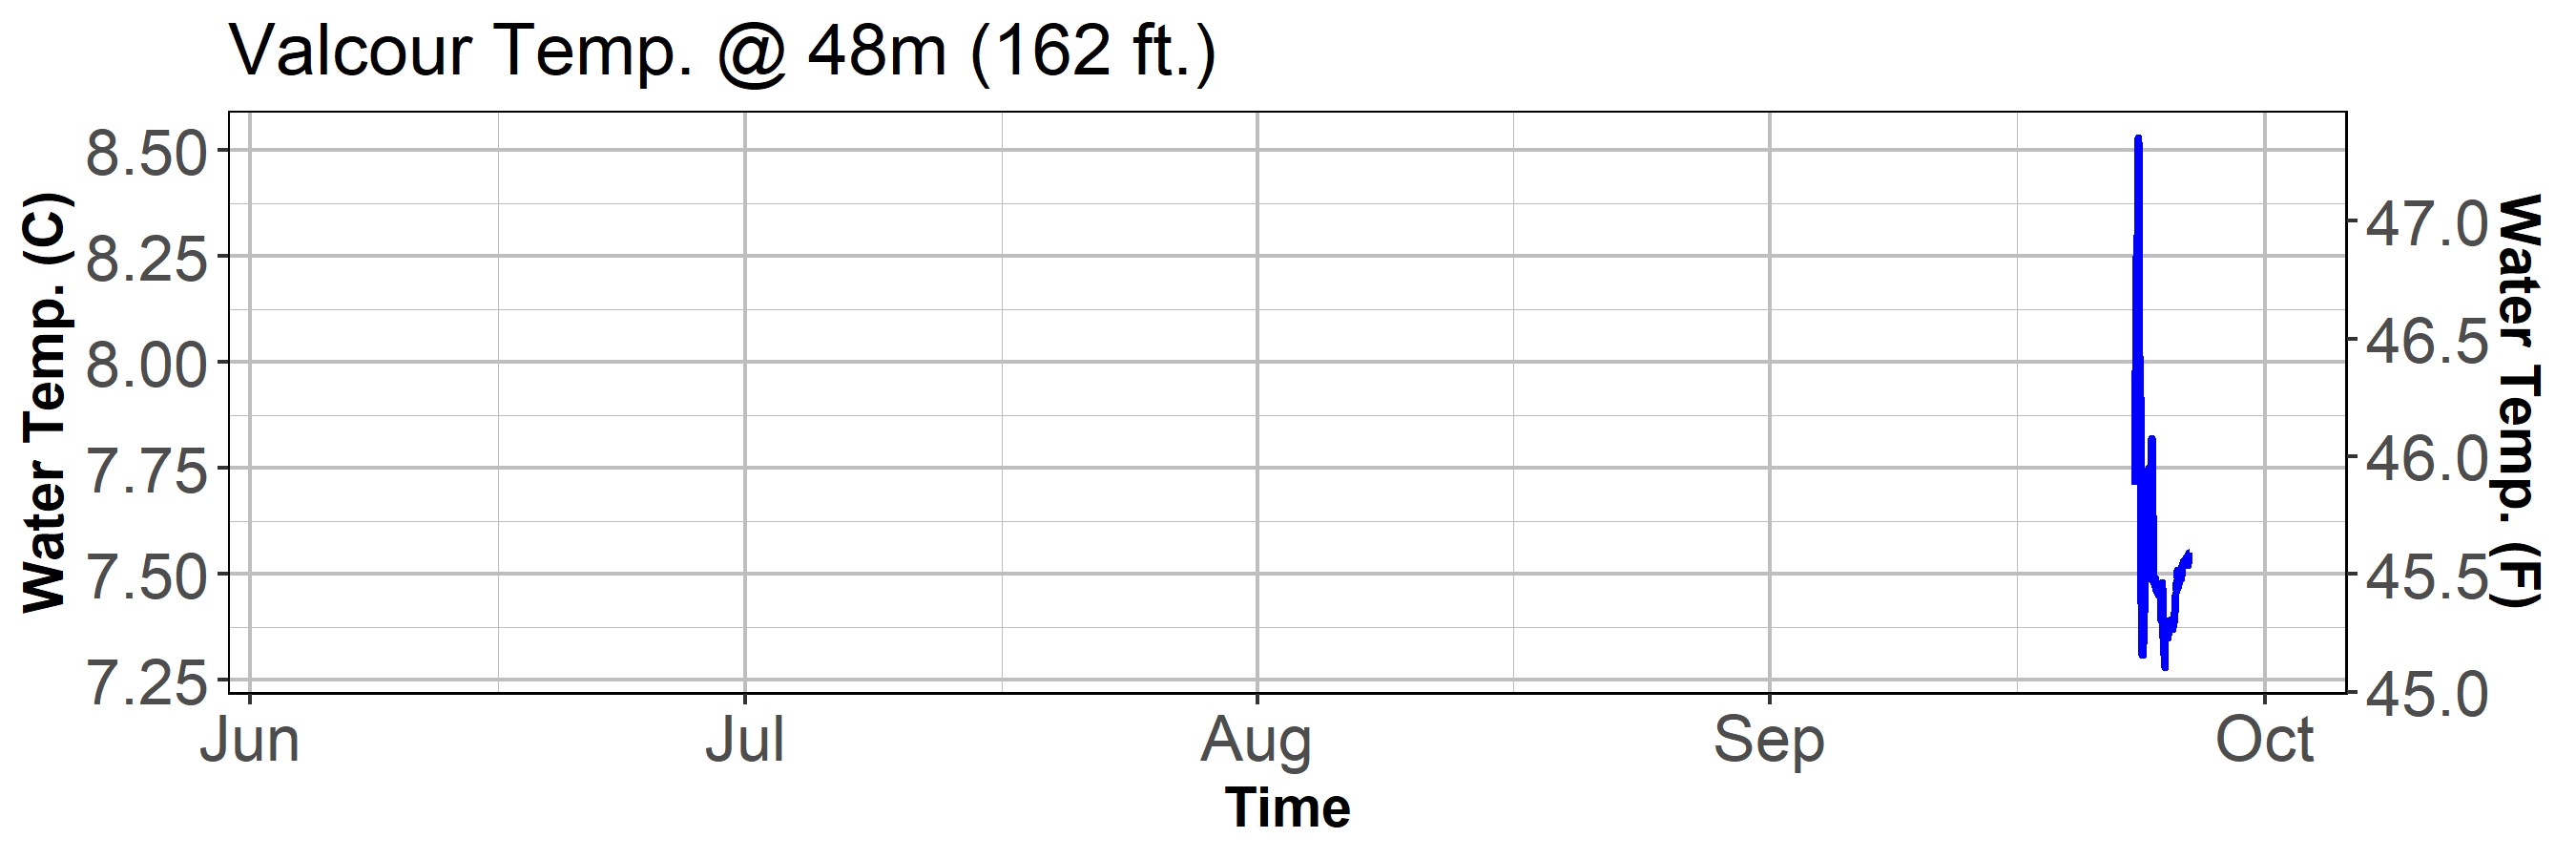 Valcour Temp. @ 48m (162 ft.)
Water Temp. (C)
8.50
8.25
8.00
7.75
7.50
7.25
47.0
46.5
46.0
45.5
45.0
Water Temp. (F)
Jun Jul Aug Sep Oct
Time